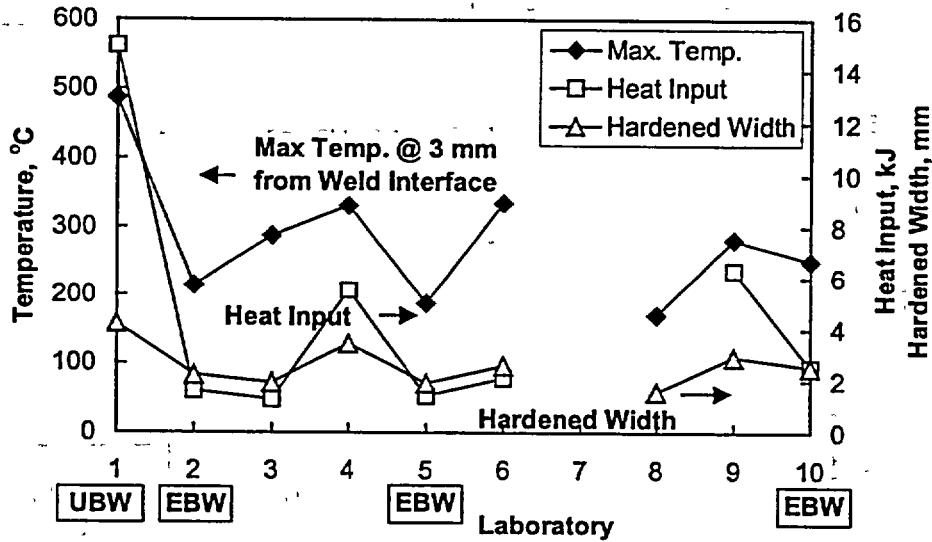 600
500
400
300
200
100
0
Temperature, °C
16
14
12
10
8
6
4
2
0
Heat Input, kJ
Hardened Width, mm
Max. Temp.
Heat Input
Hardened Width
Max Temp. @ 3 mm
from Weld Interface
Heat Input
Hardened Width
1 2 3 4 5 6 7 8 9 10
UBW EBW EBW EBW
Laboratory